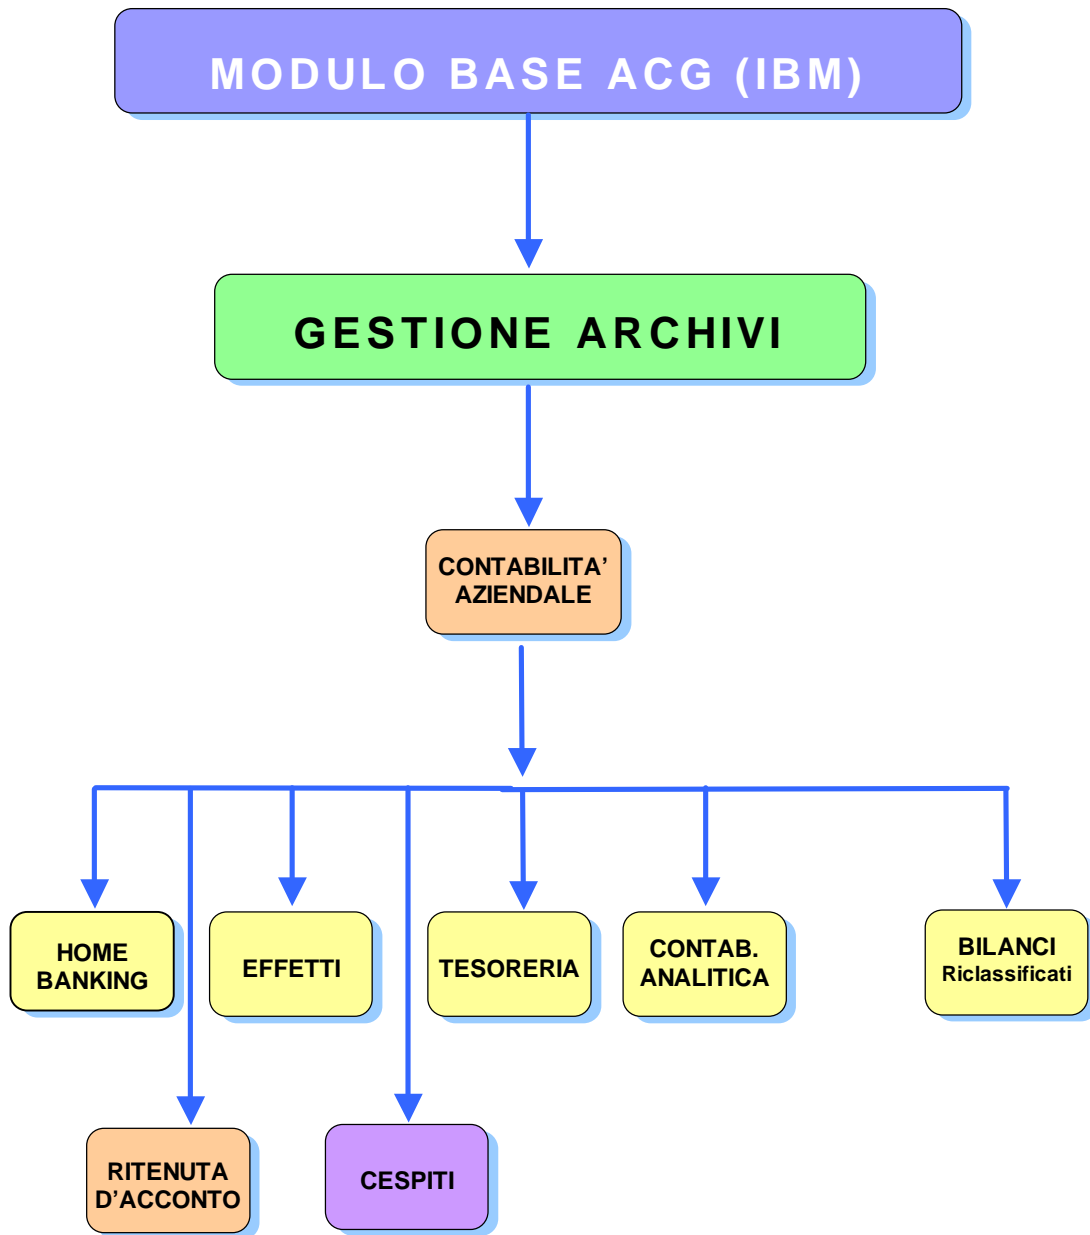 MODULO BASE ACG (IBM)
GESTIONE ARCHIVI
CONTABILITA’
AZIENDALE
HOME
BANKING
EFFETTI
TESORERIA
CONTAB.
ANALITICA
BILANCI
Riclassificati
RITENUTA
D’ACCONTO
CESPITI